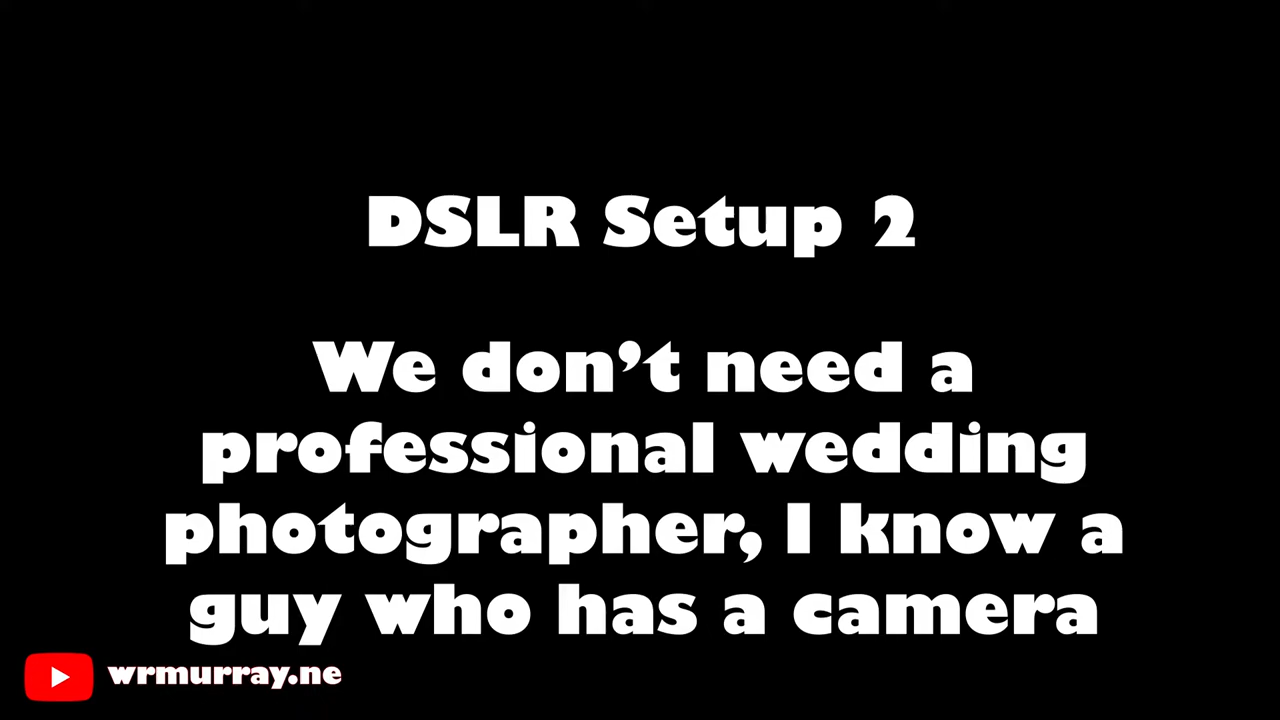 DSLR Setup 2
We don’t need a
professional wedding
photographer, I know a
guy who has a camera
wrmurray.ne